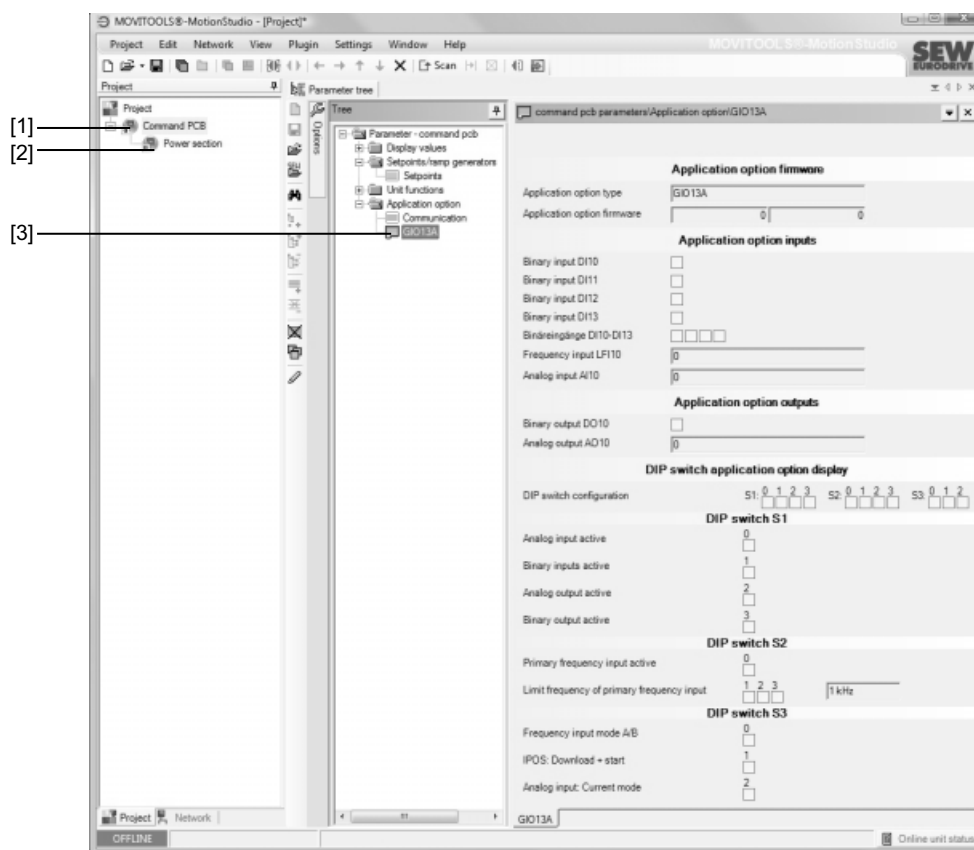 MOVITOOLS®-MotionStudio - [Project]*
Project Edit Network View Plugin Settings Window Help
MOVITOOLS®-MotionStudio
SEW
EURODRIVE
Scan
Project
Parameter tree
Project
Command PCB
Power section
[1]
[2]
[3]
Options
Tree
Parameter - command pcb
Display values
Setpoints/ramp generators
Setpoints
Unit functions
Application option
Communication
GIO13A
command pcb parameters\Application option\GIO13A
Application option firmware
Application option type GIO13A
Application option firmware 0 0
Application option inputs
Binary input DI10
Binary input DI11
Binary input DI12
Binary input DI13
Binäreingänge DI10-DI13
Frequency input LFI10 0
Analog input AI10 0
Application option outputs
Binary output DO10
Analog output AO10 0
DIP switch application option display
DIP switch configuration S1: 0 1 2 3 S2: 0 1 2 3 S3: 0 1 2
DIP switch S1
Analog input active 0
Binary inputs active 1
Analog output active 2
Binary output active 3
DIP switch S2
Primary frequency input active 0
Limit frequency of primary frequency input 1 2 3 1 kHz
DIP switch S3
Frequency input mode A/B 0
IPOS: Download + start 1
Analog input: Current mode 2
Project Network
GIO13A
OFFLINE
Online unit status